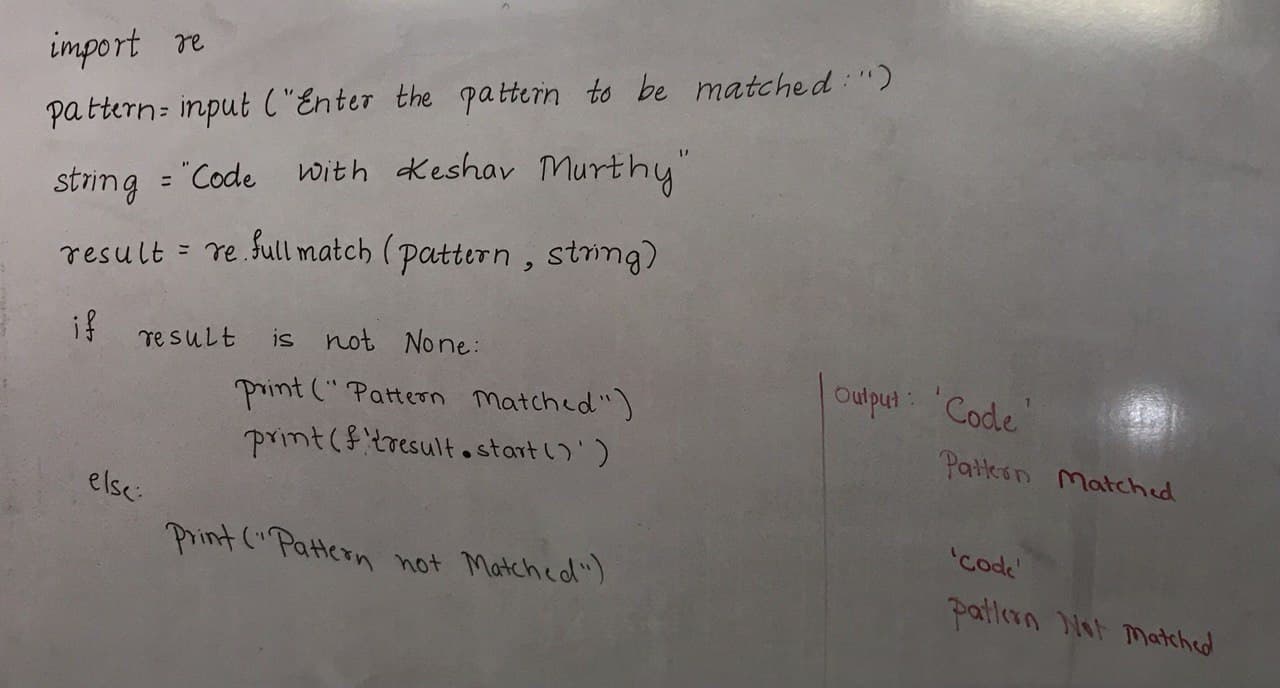 import re
pattern= input ("Enter the pattern to be matched:")
string = "Code with Keshav Murthy"
result = re.fullmatch (pattern, string)
if result is not None:
print ("Pattern Matched")
print (f'{result.start()')
else:
print ("Pattern not Matched")
Output: 'Code'
Pattern Matched
'code'
Pattern Not Matched